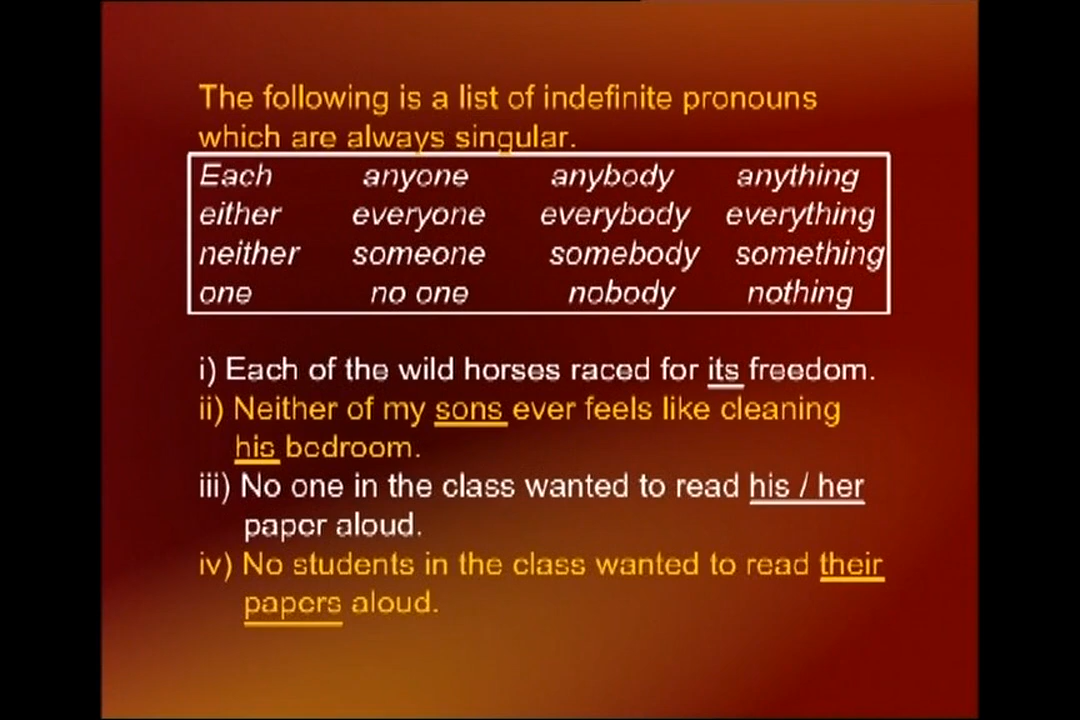 The following is a list of indefinite pronouns
which are always singular.
Each anyone anybody anything
either everyone everybody everything
neither someone somebody something
one no one nobody nothing
i) Each of the wild horses raced for its freedom.
ii) Neither of my sons ever feels like cleaning
his bedroom.
iii) No one in the class wanted to read his / her
paper aloud.
iv) No students in the class wanted to read their
papers aloud.